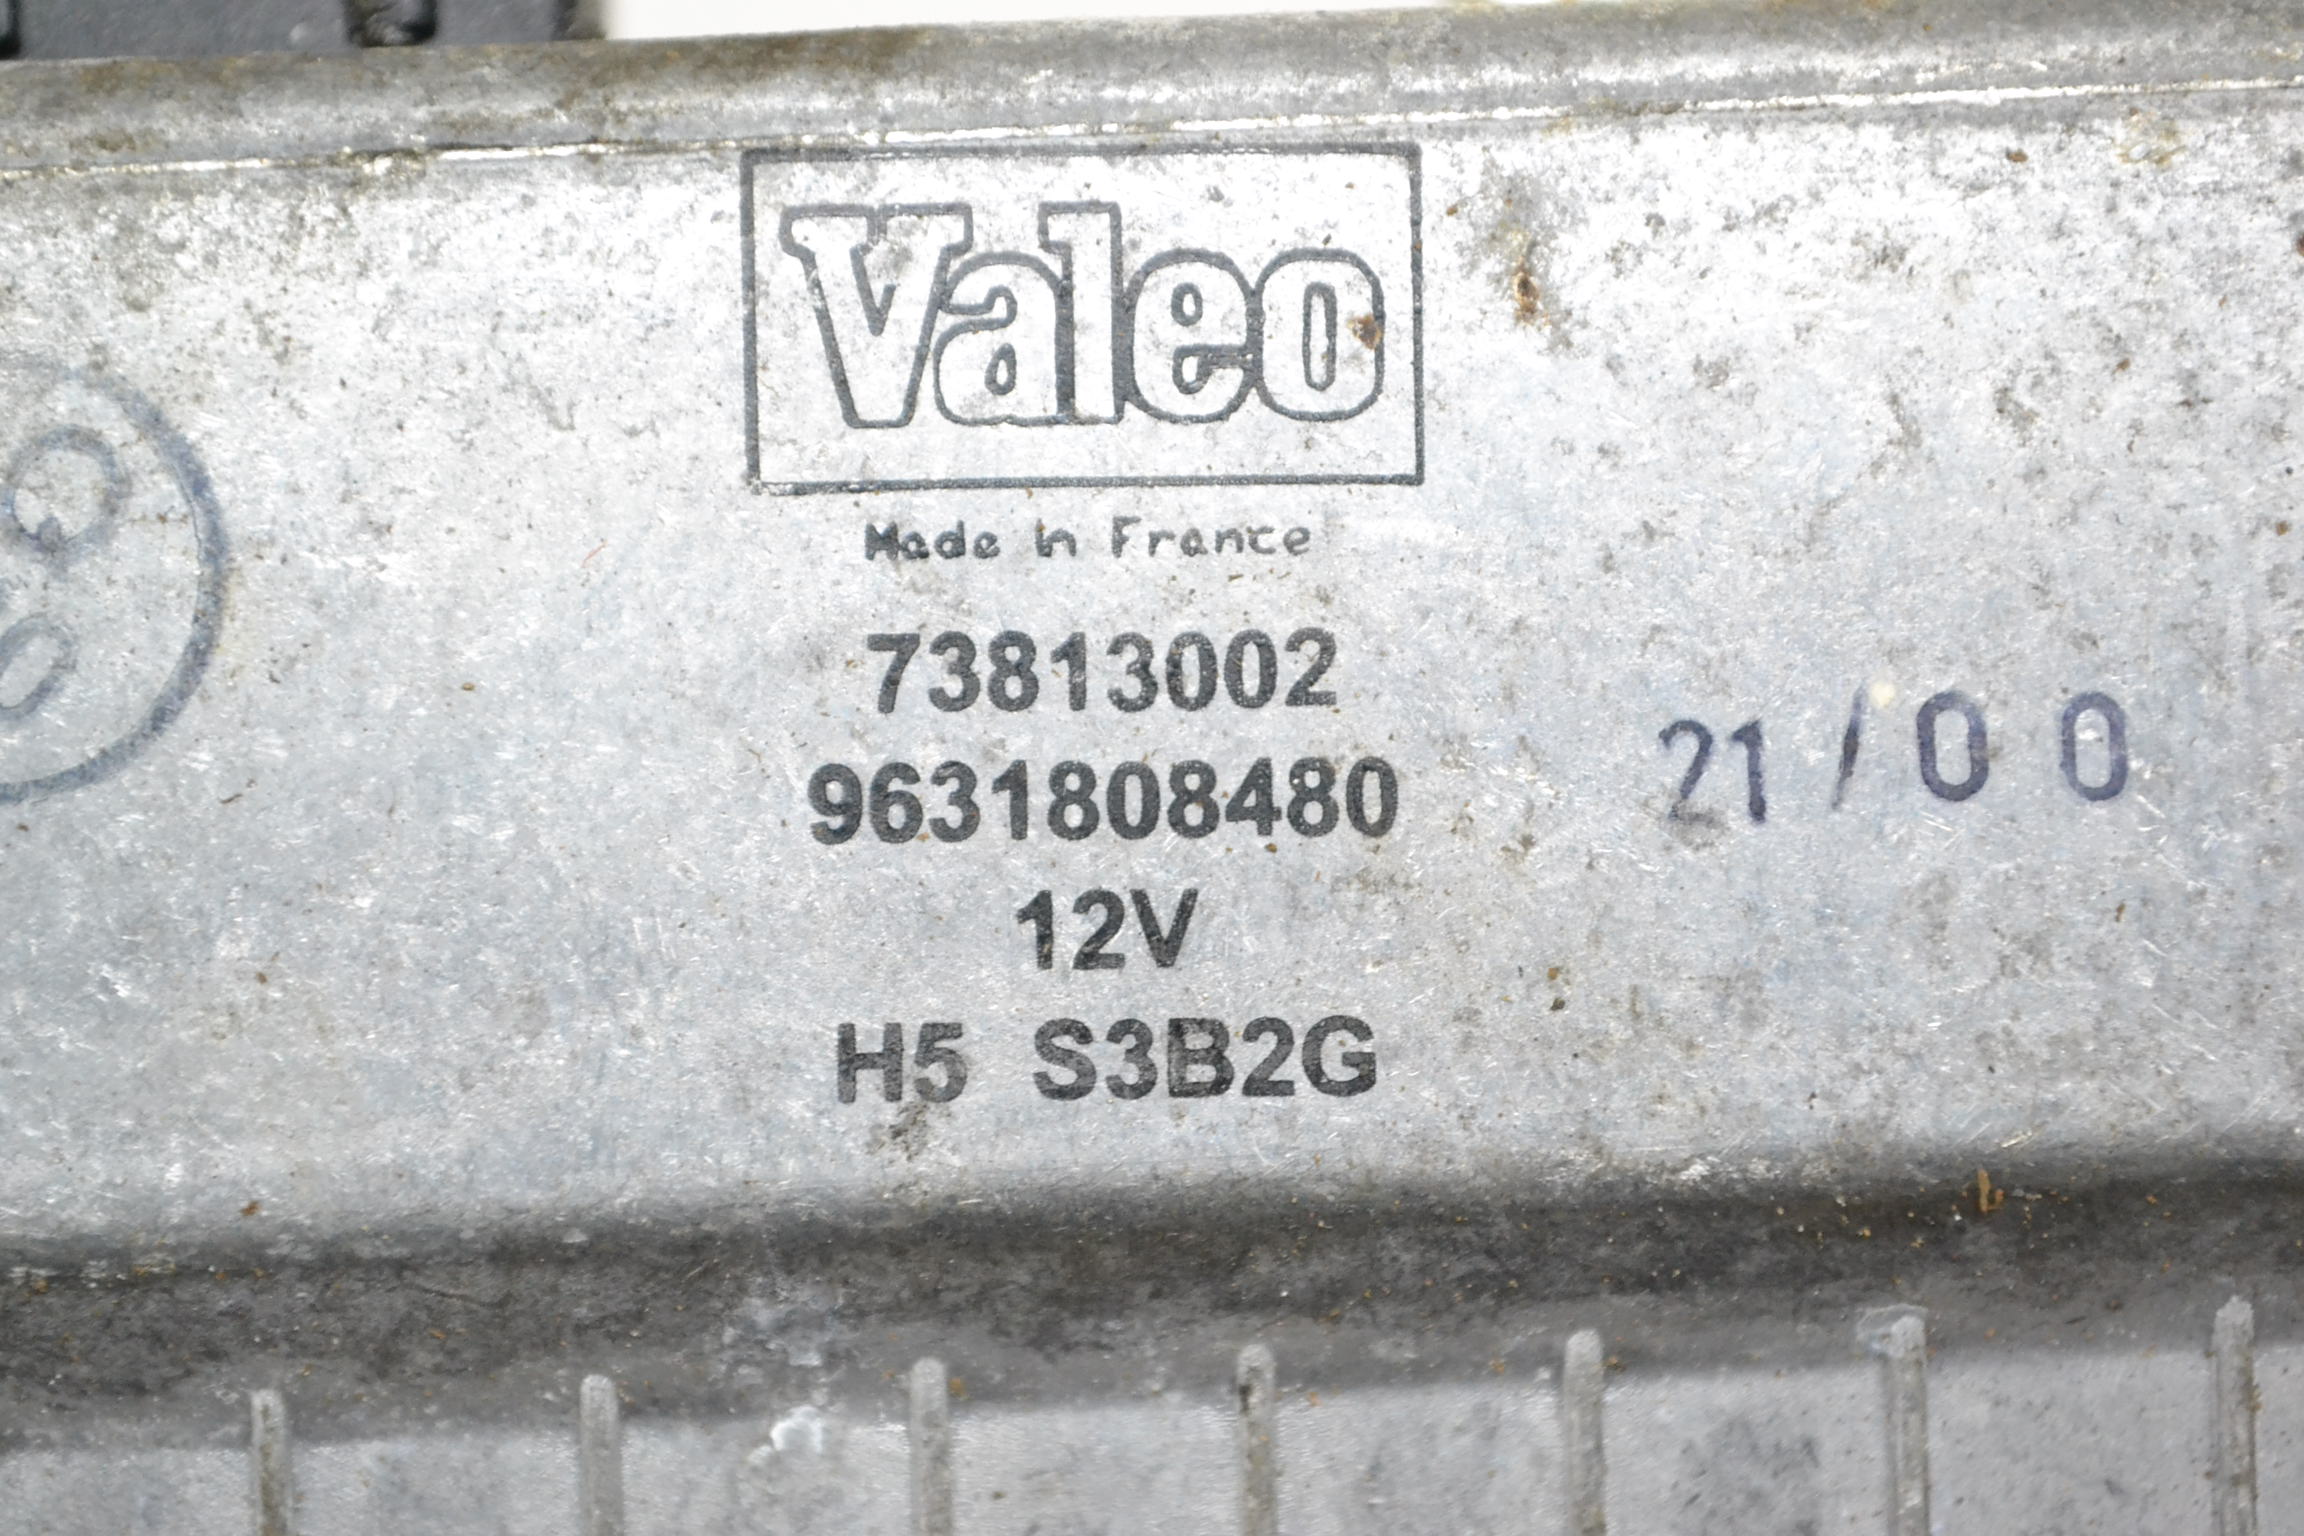 Valeo
Made in France
73813002
9631808480
21/00
12V
H5 S3B2G